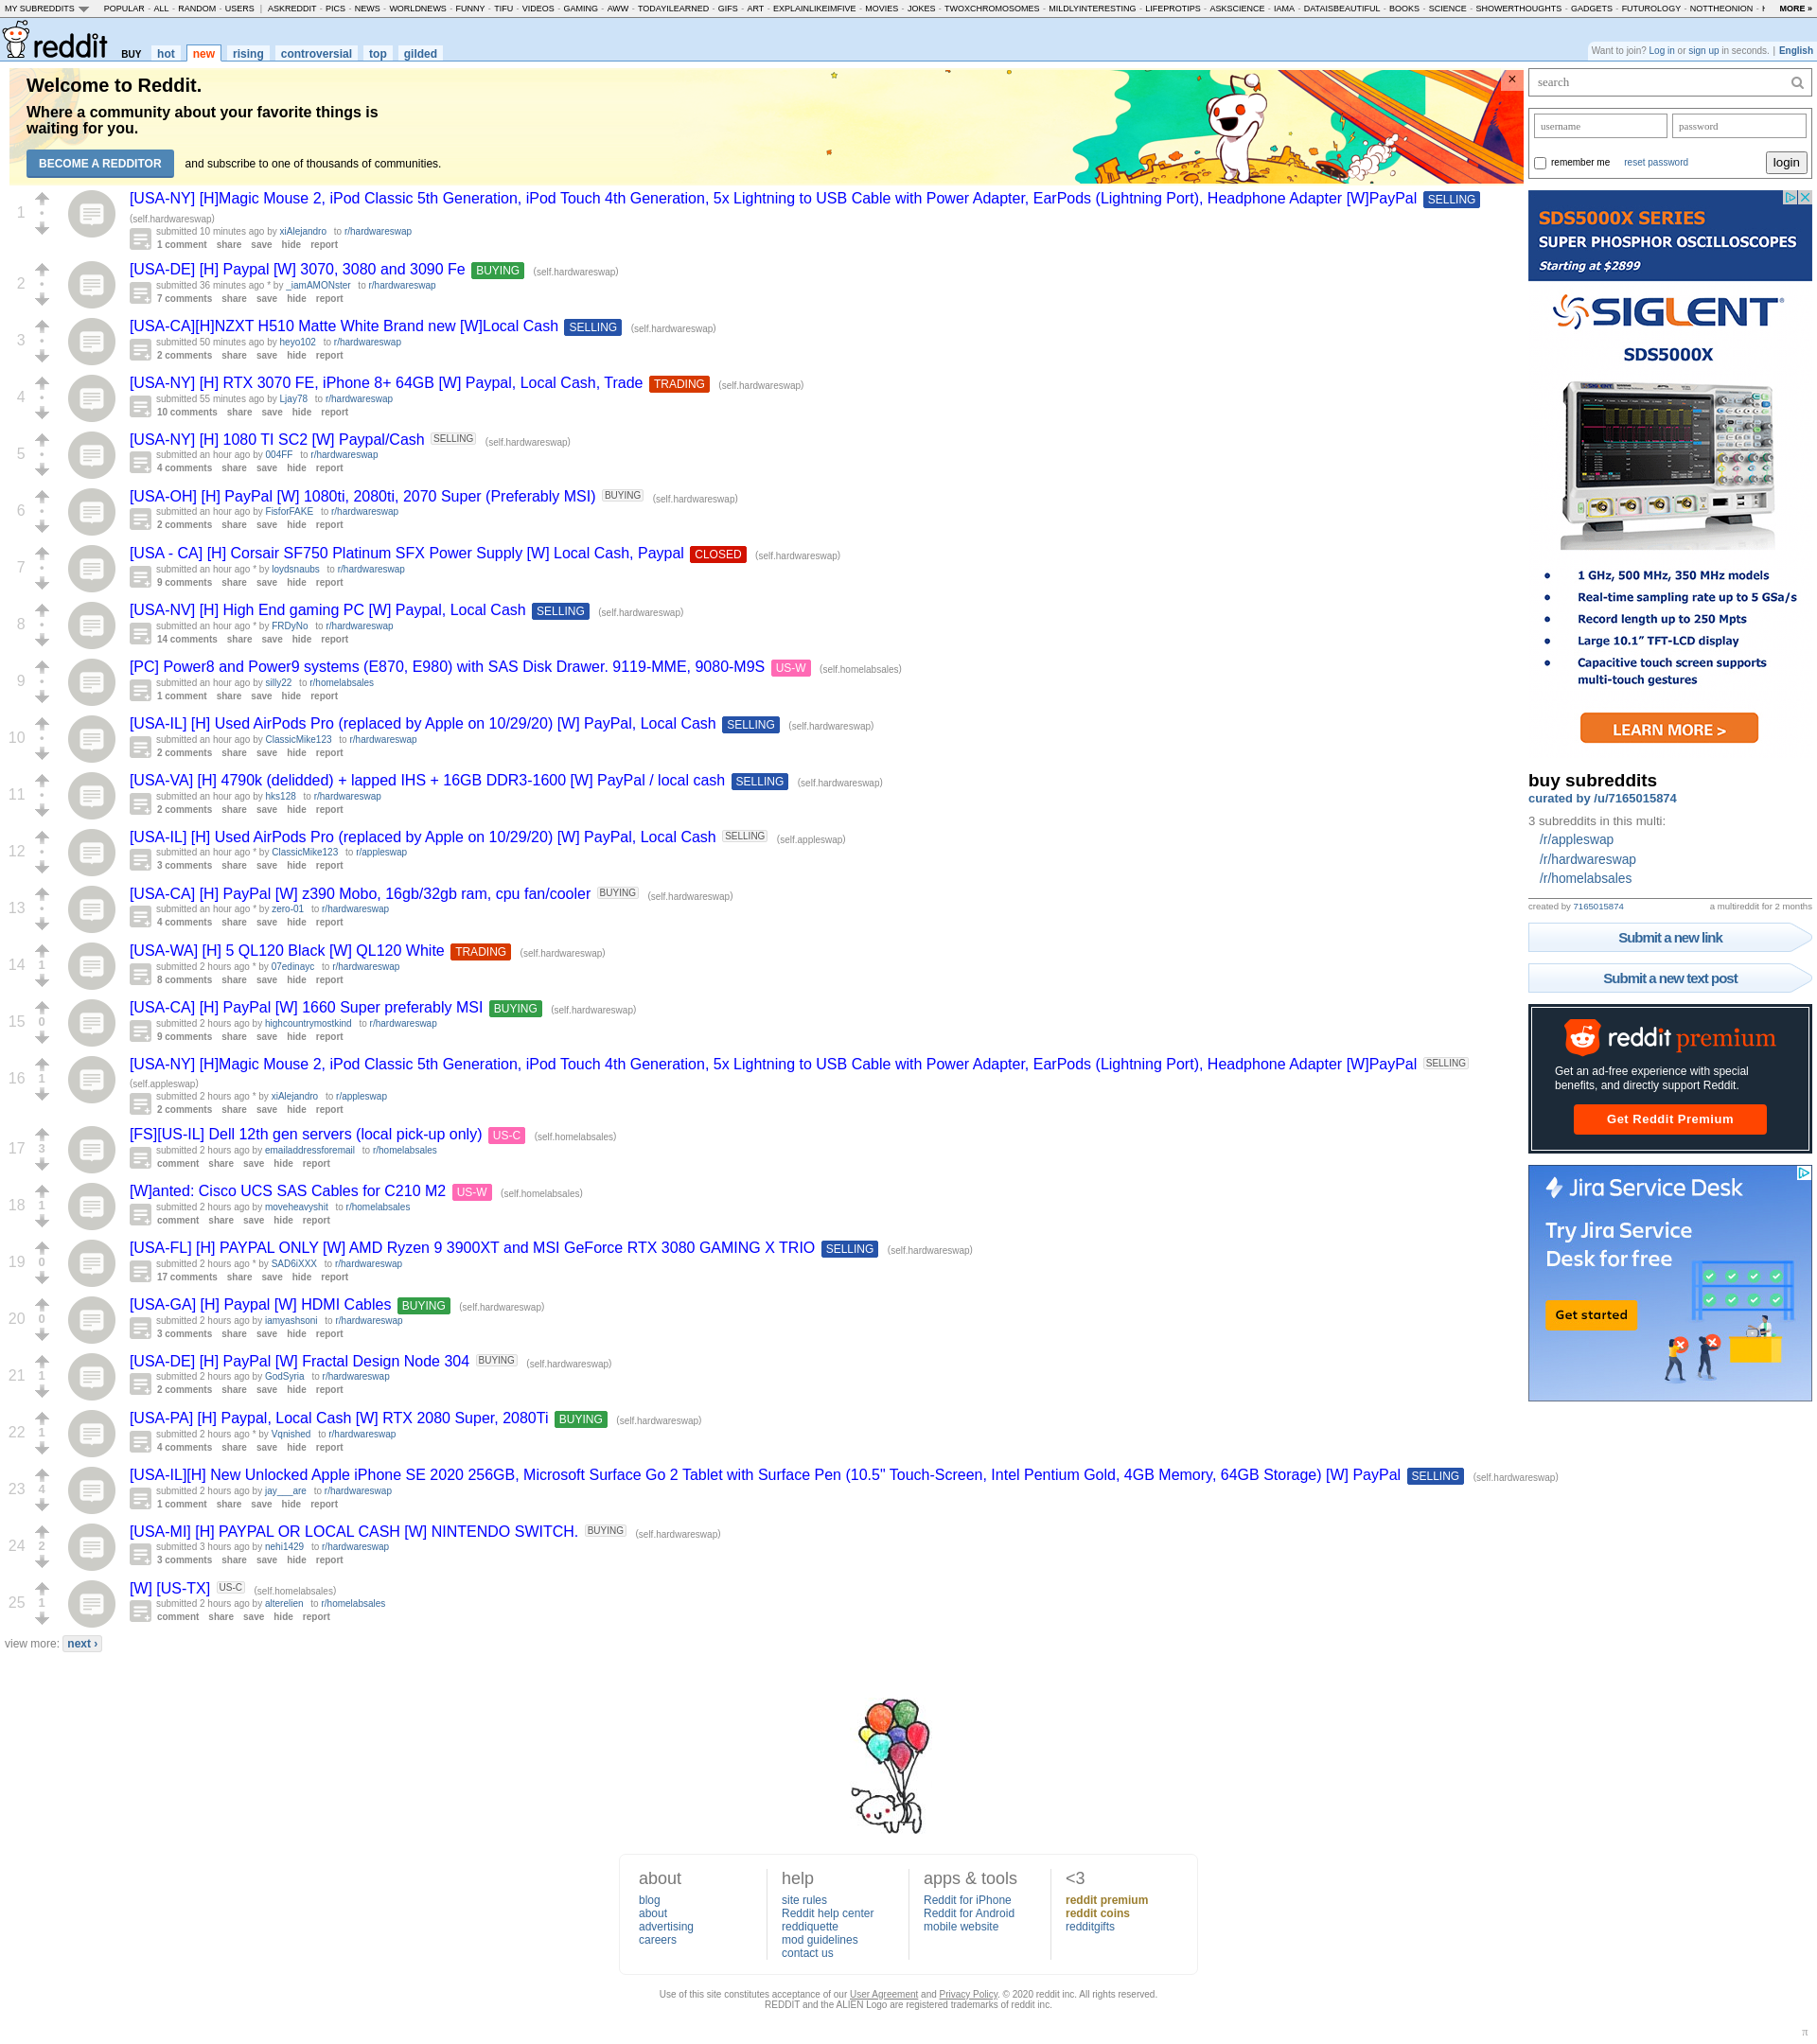 MY SUBREDDITS POPULAR - ALL - RANDOM - USERS | ASKREDDIT - PICS - NEWS - WORLDNEWS - FUNNY - TIFU - VIDEOS - GAMING - AWW - TODAYILEARNED - GIFS - ART - EXPLAINLIKEIMFIVE - MOVIES - JOKES - TWOXCHROMOSOMES - MILDLYINTERESTING - LIFEPROTIPS - ASKSCIENCE - IAMA - DATAISBEAUTIFUL - BOOKS - SCIENCE - SHOWERTHOUGHTS - GADGETS - FUTUROLOGY - NOTTHEONION - MORE »
reddit BUY hot new rising controversial top gilded
Want to join? Log in or sign up in seconds. | English
Welcome to Reddit.
Where a community about your favorite things is
waiting for you.
BECOME A REDDITOR and subscribe to one of thousands of communities.
1
[USA-NY] [H]Magic Mouse 2, iPod Classic 5th Generation, iPod Touch 4th Generation, 5x Lightning to USB Cable with Power Adapter, EarPods (Lightning Port), Headphone Adapter [W]PayPal SELLING
(self.hardwareswap)
submitted 10 minutes ago by xiAlejandro to r/hardwareswap
1 comment share save hide report
2
[USA-DE] [H] Paypal [W] 3070, 3080 and 3090 Fe BUYING (self.hardwareswap)
submitted 36 minutes ago * by _iamAMONster to r/hardwareswap
7 comments share save hide report
3
[USA-CA][H]NZXT H510 Matte White Brand new [W]Local Cash SELLING (self.hardwareswap)
submitted 50 minutes ago by heyo102 to r/hardwareswap
2 comments share save hide report
4
[USA-NY] [H] RTX 3070 FE, iPhone 8+ 64GB [W] Paypal, Local Cash, Trade TRADING (self.hardwareswap)
submitted 55 minutes ago by Ljay78 to r/hardwareswap
10 comments share save hide report
5
[USA-NY] [H] 1080 TI SC2 [W] Paypal/Cash SELLING (self.hardwareswap)
submitted an hour ago by 004FF to r/hardwareswap
4 comments share save hide report
6
[USA-OH] [H] PayPal [W] 1080ti, 2080ti, 2070 Super (Preferably MSI) BUYING (self.hardwareswap)
submitted an hour ago by FisforFAKE to r/hardwareswap
2 comments share save hide report
7
[USA - CA] [H] Corsair SF750 Platinum SFX Power Supply [W] Local Cash, Paypal CLOSED (self.hardwareswap)
submitted an hour ago * by loydsnaubs to r/hardwareswap
9 comments share save hide report
8
[USA-NV] [H] High End gaming PC [W] Paypal, Local Cash SELLING (self.hardwareswap)
submitted an hour ago * by FRDyNo to r/hardwareswap
14 comments share save hide report
9
[PC] Power8 and Power9 systems (E870, E980) with SAS Disk Drawer. 9119-MME, 9080-M9S US-W (self.homelabsales)
submitted an hour ago by silly22 to r/homelabsales
1 comment share save hide report
10
[USA-IL] [H] Used AirPods Pro (replaced by Apple on 10/29/20) [W] PayPal, Local Cash SELLING (self.hardwareswap)
submitted an hour ago by ClassicMike123 to r/hardwareswap
2 comments share save hide report
11
[USA-VA] [H] 4790k (delidded) + lapped IHS + 16GB DDR3-1600 [W] PayPal / local cash SELLING (self.hardwareswap)
submitted an hour ago by hks128 to r/hardwareswap
2 comments share save hide report
12
[USA-IL] [H] Used AirPods Pro (replaced by Apple on 10/29/20) [W] PayPal, Local Cash SELLING (self.appleswap)
submitted an hour ago * by ClassicMike123 to r/appleswap
3 comments share save hide report
13
[USA-CA] [H] PayPal [W] z390 Mobo, 16gb/32gb ram, cpu fan/cooler BUYING (self.hardwareswap)
submitted an hour ago * by zero-01 to r/hardwareswap
4 comments share save hide report
14 1
[USA-WA] [H] 5 QL120 Black [W] QL120 White TRADING (self.hardwareswap)
submitted 2 hours ago * by 07edinayc to r/hardwareswap
8 comments share save hide report
15 0
[USA-CA] [H] PayPal [W] 1660 Super preferably MSI BUYING (self.hardwareswap)
submitted 2 hours ago by highcountrymostkind to r/hardwareswap
9 comments share save hide report
16 1
[USA-NY] [H]Magic Mouse 2, iPod Classic 5th Generation, iPod Touch 4th Generation, 5x Lightning to USB Cable with Power Adapter, EarPods (Lightning Port), Headphone Adapter [W]PayPal SELLING
(self.appleswap)
submitted 2 hours ago * by xiAlejandro to r/appleswap
2 comments share save hide report
17 3
[FS][US-IL] Dell 12th gen servers (local pick-up only) US-C (self.homelabsales)
submitted 2 hours ago by emailaddressforemail to r/homelabsales
comment share save hide report
18 1
[W]anted: Cisco UCS SAS Cables for C210 M2 US-W (self.homelabsales)
submitted 2 hours ago by moveheavyshit to r/homelabsales
comment share save hide report
19 0
[USA-FL] [H] PAYPAL ONLY [W] AMD Ryzen 9 3900XT and MSI GeForce RTX 3080 GAMING X TRIO SELLING (self.hardwareswap)
submitted 2 hours ago * by SAD6iXXX to r/hardwareswap
17 comments share save hide report
20 0
[USA-GA] [H] Paypal [W] HDMI Cables BUYING (self.hardwareswap)
submitted 2 hours ago by iamyashsoni to r/hardwareswap
3 comments share save hide report
21 1
[USA-DE] [H] PayPal [W] Fractal Design Node 304 BUYING (self.hardwareswap)
submitted 2 hours ago by GodSyria to r/hardwareswap
2 comments share save hide report
22 1
[USA-PA] [H] Paypal, Local Cash [W] RTX 2080 Super, 2080Ti BUYING (self.hardwareswap)
submitted 2 hours ago * by Vqnished to r/hardwareswap
4 comments share save hide report
23 4
[USA-IL][H] New Unlocked Apple iPhone SE 2020 256GB, Microsoft Surface Go 2 Tablet with Surface Pen (10.5" Touch-Screen, Intel Pentium Gold, 4GB Memory, 64GB Storage) [W] PayPal SELLING (self.hardwareswap)
submitted 2 hours ago by jay___are to r/hardwareswap
1 comment share save hide report
24 2
[USA-MI] [H] PAYPAL OR LOCAL CASH [W] NINTENDO SWITCH. BUYING (self.hardwareswap)
submitted 3 hours ago by nehi1429 to r/hardwareswap
3 comments share save hide report
25 1
[W] [US-TX] US-C (self.homelabsales)
submitted 2 hours ago by alterelien to r/homelabsales
comment share save hide report
view more: next ›
search
username password
remember me reset password login
SDS5000X SERIES
SUPER PHOSPHOR OSCILLOSCOPES
Starting at $2899
SIGLENT®
SDS5000X
SIGLENT
• 1 GHz, 500 MHz, 350 MHz models
• Real-time sampling rate up to 5 GSa/s
• Record length up to 250 Mpts
• Large 10.1” TFT-LCD display
• Capacitive touch screen supports
multi-touch gestures
LEARN MORE >
buy subreddits
curated by /u/7165015874
3 subreddits in this multi:
/r/appleswap
/r/hardwareswap
/r/homelabsales
created by 7165015874 a multireddit for 2 months
Submit a new link
Submit a new text post
reddit premium
Get an ad-free experience with special
benefits, and directly support Reddit.
Get Reddit Premium
Jira Service Desk
Try Jira Service
Desk for free
Get started
about
blog
about
advertising
careers
help
site rules
Reddit help center
reddiquette
mod guidelines
contact us
apps & tools
Reddit for iPhone
Reddit for Android
mobile website
<3
reddit premium
reddit coins
redditgifts
Use of this site constitutes acceptance of our User Agreement and Privacy Policy. © 2020 reddit inc. All rights reserved.
REDDIT and the ALIEN Logo are registered trademarks of reddit inc.
π